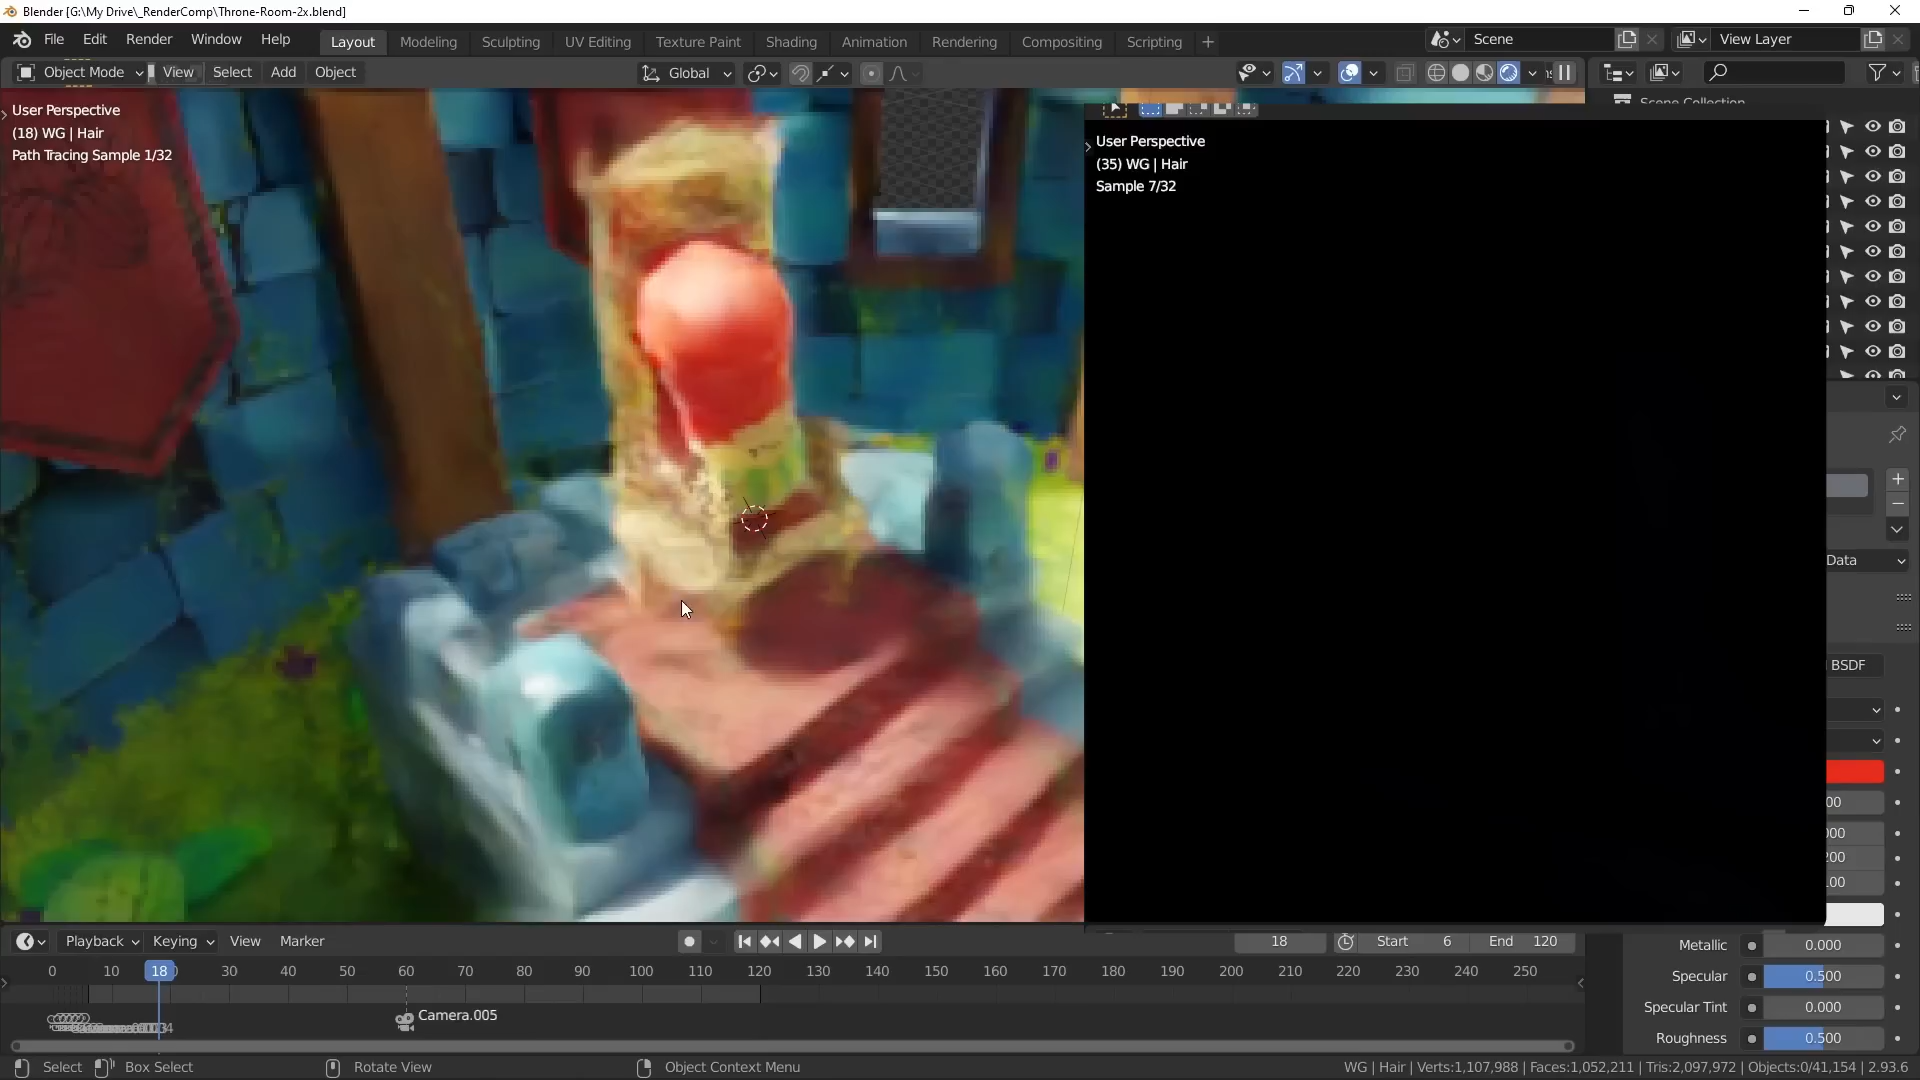 Blender [G:\My Drive\_RenderComp\Throne-Room-2x.blend]
File Edit Render Window Help Layout Modeling Sculpting UV Editing Texture Paint Shading Animation Rendering Compositing Scripting Scene View Layer
Object Mode View Select Add Object Global
Scene Collection
User Perspective
(18) WG | Hair
Path Tracing Sample 1/32
User Perspective
(35) WG | Hair
Sample 7/32
Data
BSDF
Playback Keying View Marker 18 Start 6 End 120
0 10 18 30 40 50 60 70 80 90 100 110 120 130 140 150 160 170 180 190 200 210 220 230 240 250
Camera.005
Metallic 0.000
Specular 0.500
Specular Tint 0.000
Roughness 0.500
Select Box Select Rotate View Object Context Menu WG | Hair | Verts:1,107,988 | Faces:1,052,211 | Tris:2,097,972 | Objects:0/41,154 | 2.93.6